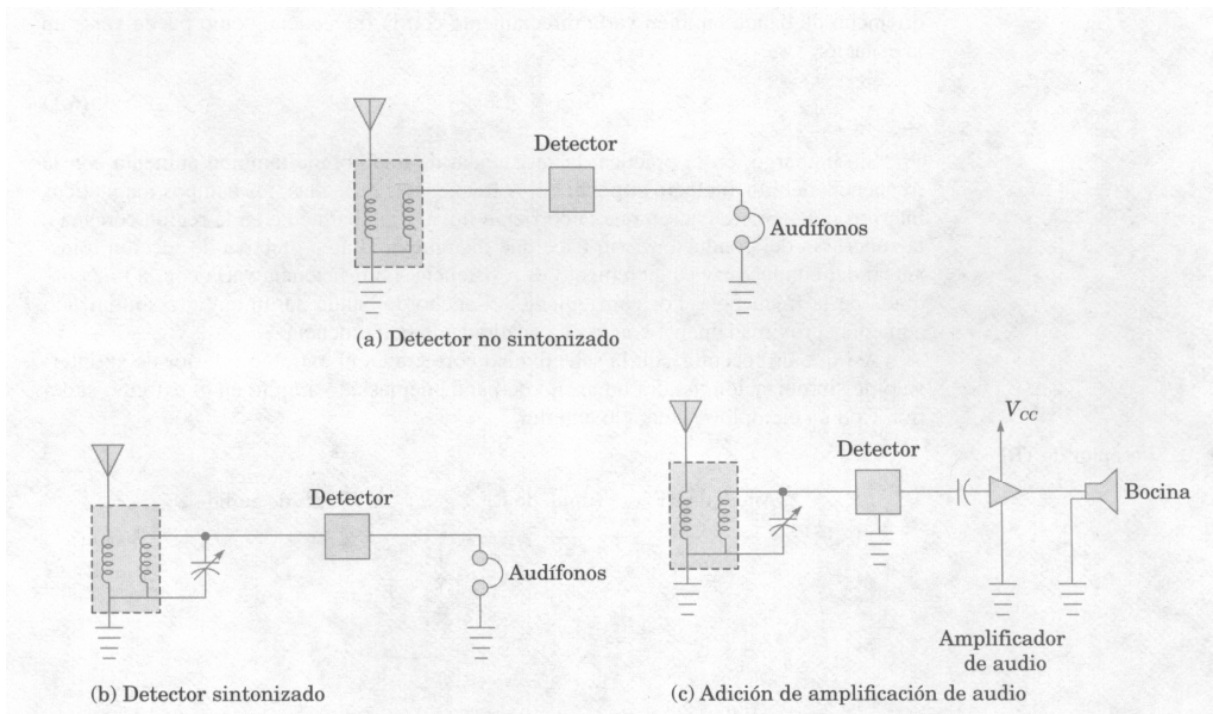 Detector
Audífonos
(a) Detector no sintonizado
Detector
Audífonos
(b) Detector sintonizado
V_CC
Detector
Bocina
Amplificador
de audio
(c) Adición de amplificación de audio